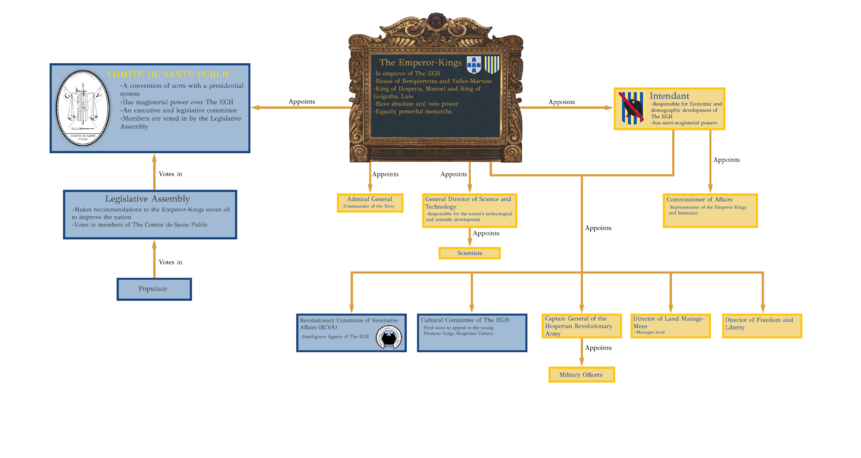 The Emperor-Kings
-Is emperor of The EGH
-House of Benqueretura and Valles-Marvore
-King of Hesperia, Manoel and King of
Golgotha, Luis
-Have absolute and veto power
-Equally powerful monarchs
COMITE DE SANTE PUBLIC
-A convention of sorts with a presidential
system
-Has magisterial power over The EGH
-An executive and legislative committee
-Members are voted in by the Legislative
Assembly
Appoints
Appoints
Intendant
-Responsible for Economic and
demographic development of
The EGH
-has semi-magisterial powers
Votes in
Legislative Assembly
-Makes recommendations to the Emperor-Kings about all
to improve the nation
-Votes in members of The Comite de Sante Public
Votes in
Populace
Appoints
Appoints
Appoints
Admiral General
-Commander of the Navy
General Director of Science and
Technology
-Responsible for the nation's technological
and scientific development
Commissioner of Affairs
-Representative of the Emperor-Kings
and Intendant
Appoints
Scientists
Appoints
Revolutionary Committee of Vetensive
Affairs (RCVA)
-Intelligence Agency of The EGH
Cultural Committee of The EGH
-Find ways to appeal to the young
-Promote Golgo-Hesperian Culture
Captain General of the
Hesperian Revolutionary
Army
Director of Land Manage-
Ment
-Manages land
Director of Freedom and
Liberty
Appoints
Military Officers